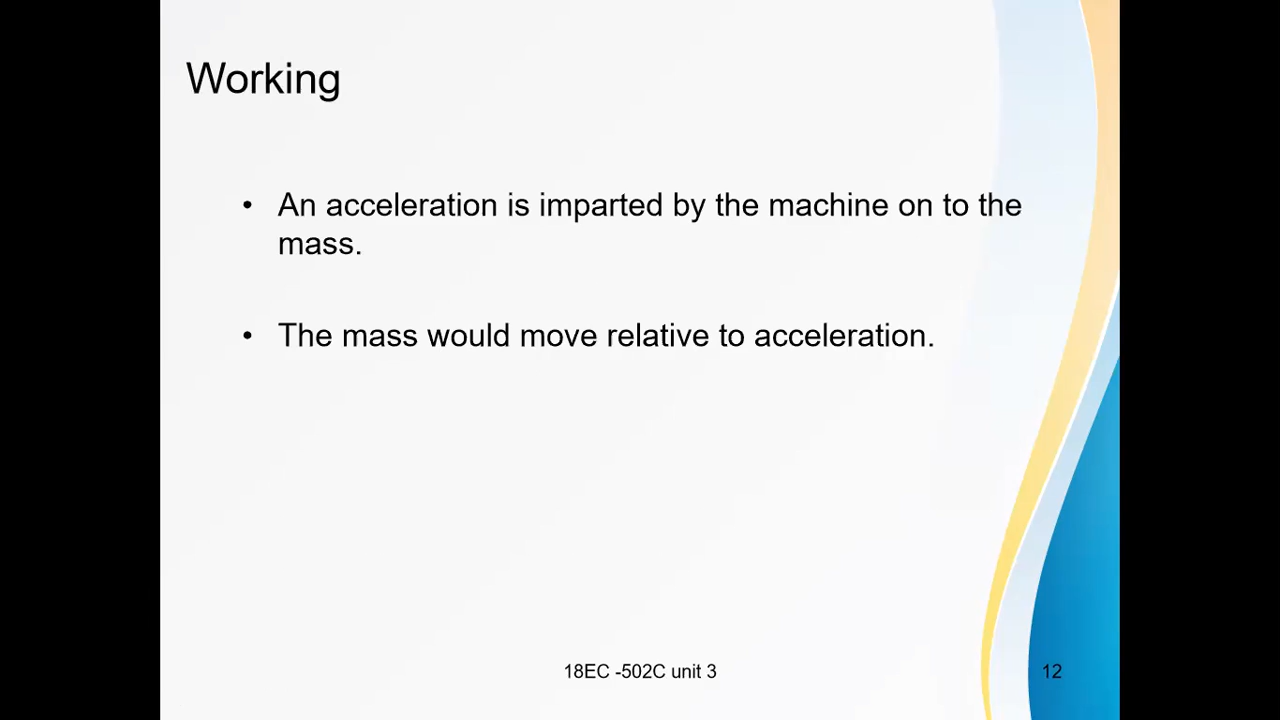 Working
• An acceleration is imparted by the machine on to the
mass.
• The mass would move relative to acceleration.
18EC -502C unit 3
12